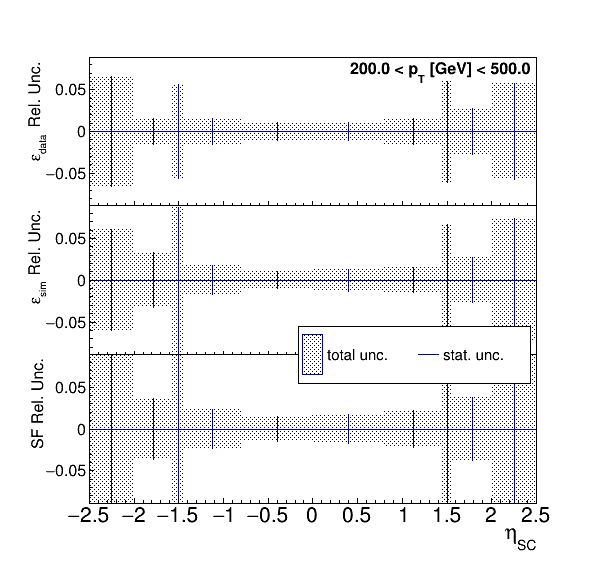 200.0 < p_T [GeV] < 500.0
ε_data Rel. Unc.
0.05
0
−0.05
ε_sim Rel. Unc.
0.05
0
−0.05
total unc.
stat. unc.
SF Rel. Unc.
0.05
0
−0.05
−2.5 −2 −1.5 −1 −0.5 0 0.5 1 1.5 2 2.5
η_SC